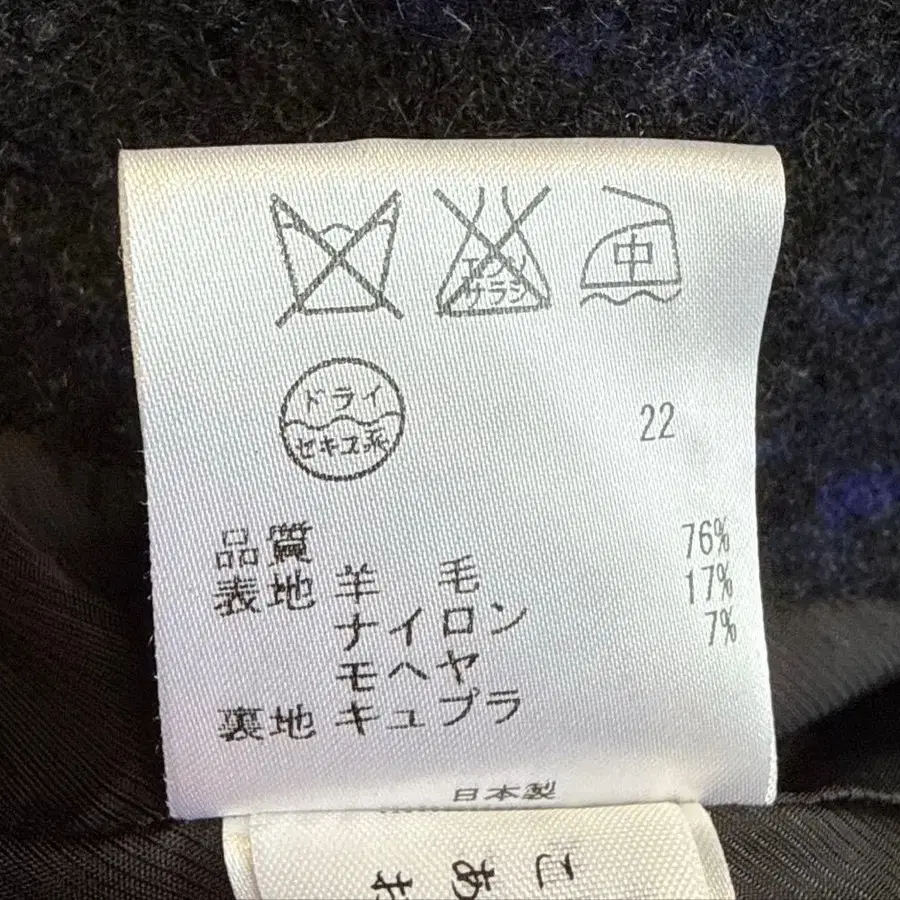 エンソ
サラシ
中
ドライ
セキユ系
22
品質 76%
表地 羊 毛 17%
ナイロン 7%
モヘヤ
裏地 キュプラ
日本製